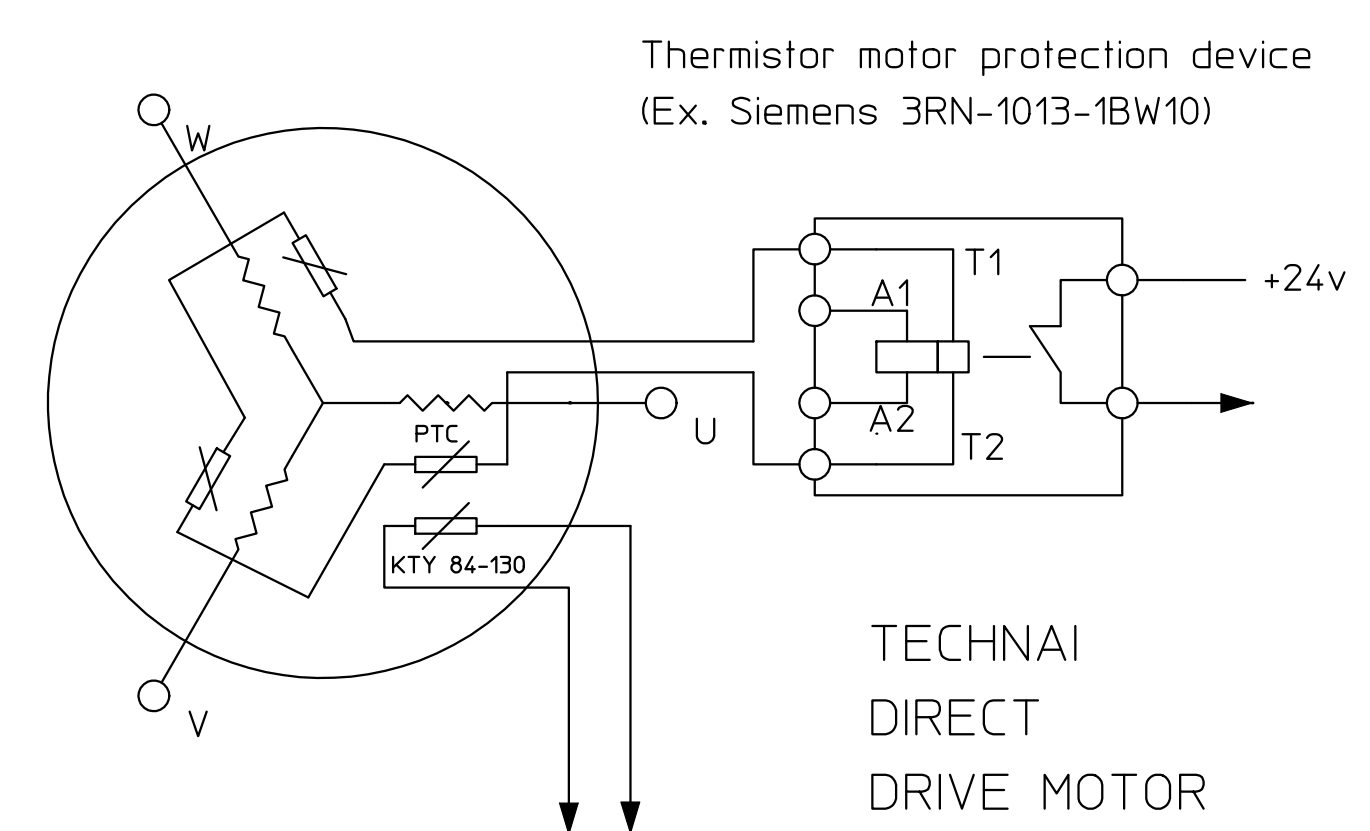 Thermistor motor protection device
(Ex. Siemens 3RN-1013-1BW10)
W
T1
A1
+24v
A2
U
PTC
T2
KTY 84-130
V
TECHNAI
DIRECT
DRIVE MOTOR